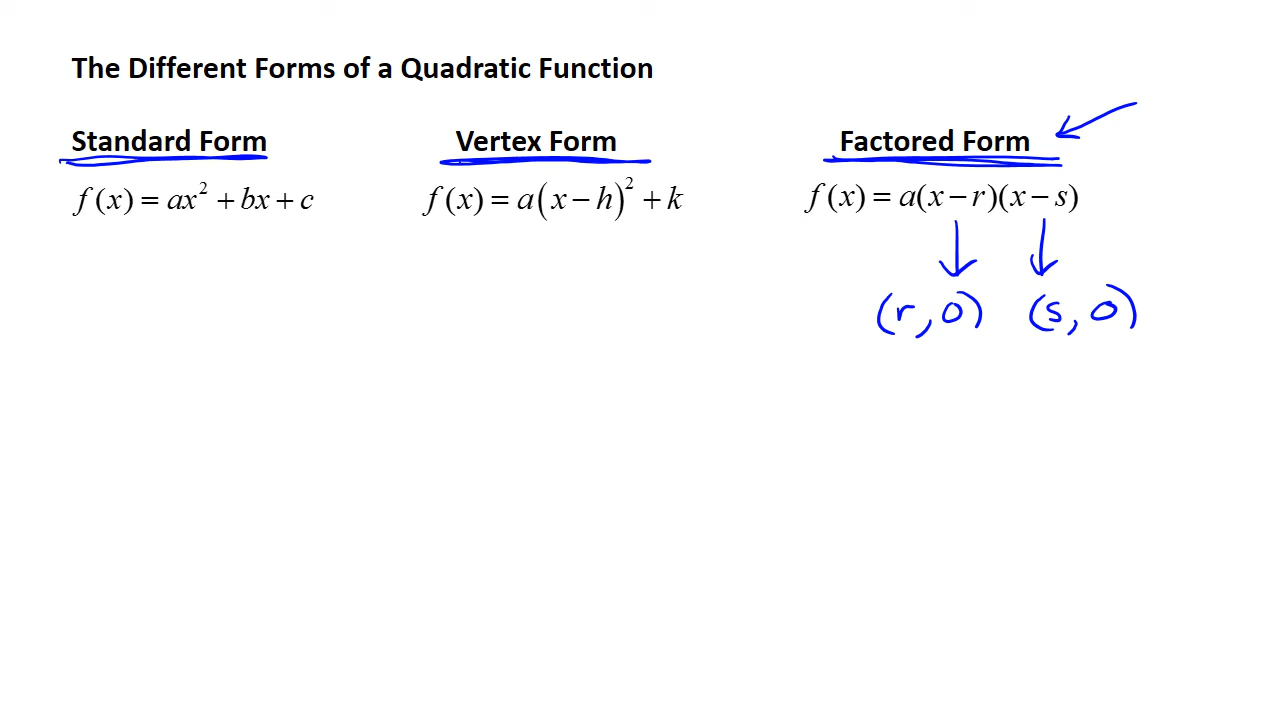 The Different Forms of a Quadratic Function
Standard Form Vertex Form Factored Form
f(x) = ax² + bx + c f(x) = a(x − h)² + k f(x) = a(x − r)(x − s)
(r, 0) (s, 0)